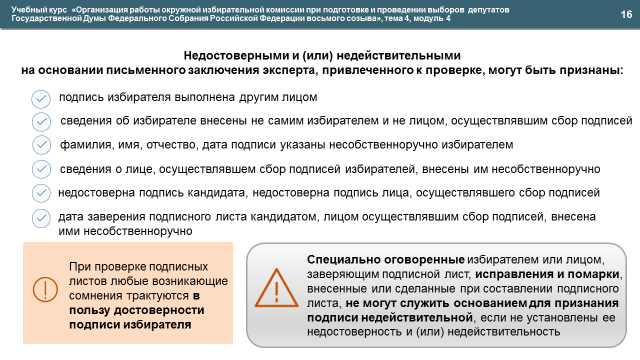 Учебный курс «Организация работы окружной избирательной комиссии при подготовке и проведении выборов депутатов
Государственной Думы Федерального Собрания Российской Федерации восьмого созыва», тема 4, модуль 4
16
Недостоверными и (или) недействительными
на основании письменного заключения эксперта, привлеченного к проверке, могут быть признаны:
подпись избирателя выполнена другим лицом
сведения об избирателе внесены не самим избирателем и не лицом, осуществлявшим сбор подписей
фамилия, имя, отчество, дата подписи указаны несобственноручно избирателем
сведения о лице, осуществляющем сбор подписей избирателей, внесены им несобственноручно
недостоверна подпись кандидата, недостоверна подпись лица, осуществлявшего сбор подписей
дата заверения подписного листа кандидатом, лицом осуществлявшим сбор подписей, внесена
ими несобственноручно
При проверке подписных
листов любые возникающие
сомнения трактуются в
пользу достоверности
подписи избирателя
Специально оговоренные избирателем или лицом,
заверяющим подписной лист, исправления и помарки,
внесенные или сделанные при составлении подписного
листа, не могут служить основанием для признания
подписи недействительной, если не установлены ее
недостоверность и (или) недействительность